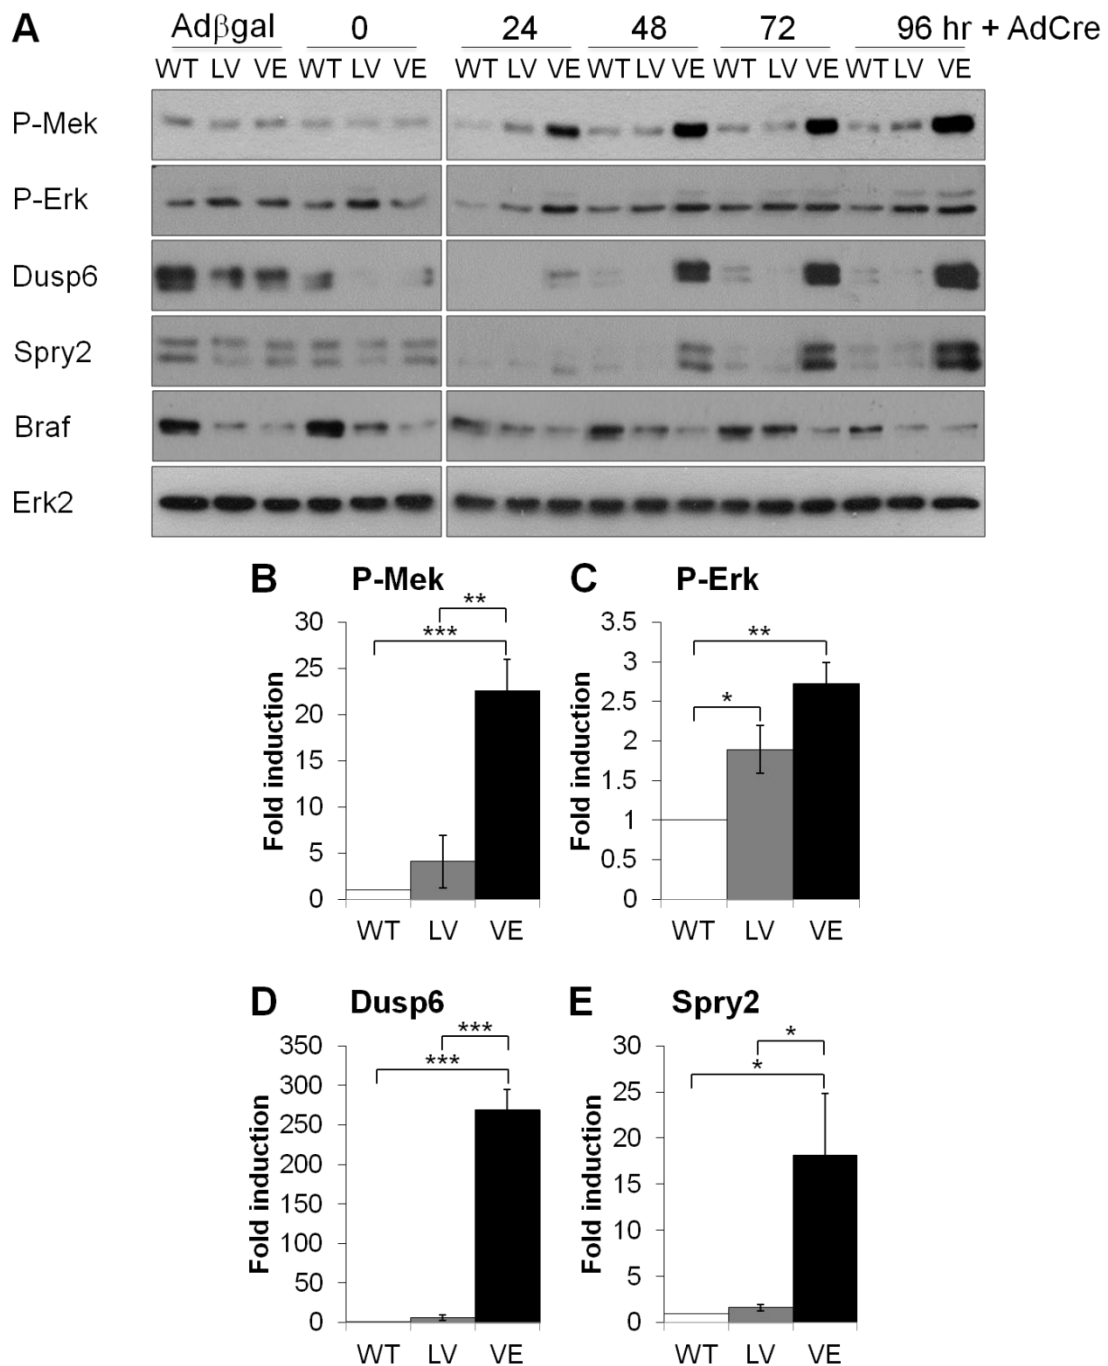 A
Adβgal 0 24 48 72 96 hr + AdCre
WT LV VE WT LV VE WT LV VE WT LV VE WT LV VE WT LV VE
P-Mek
P-Erk
Dusp6
Spry2
Braf
Erk2
B P-Mek
Fold induction
30
25
20
15
10
5
0
**
***
WT LV VE
C P-Erk
Fold induction
3.5
3
2.5
2
1.5
1
0.5
0
**
*
WT LV VE
D Dusp6
Fold induction
350
300
250
200
150
100
50
0
***
***
WT LV VE
E Spry2
Fold induction
30
25
20
15
10
5
0
*
*
WT LV VE